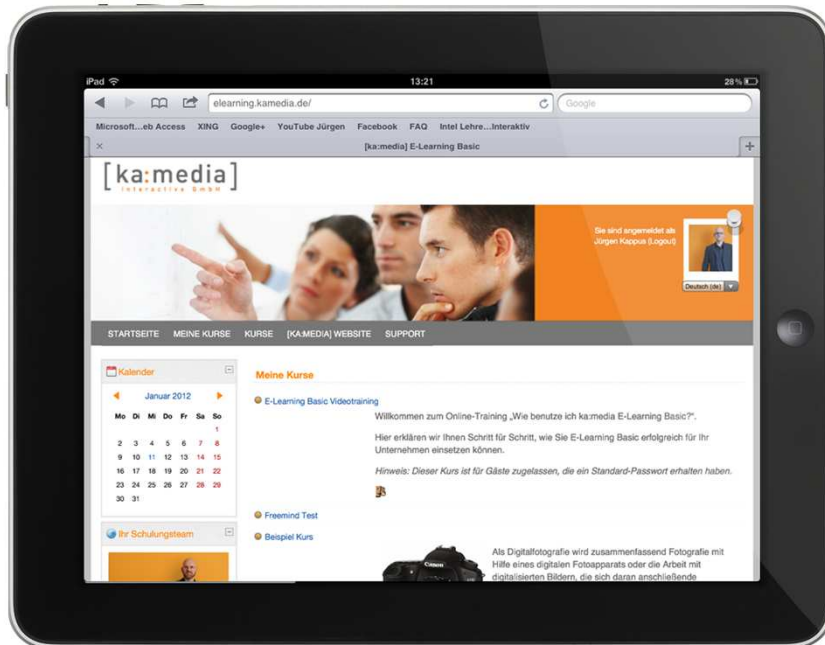 iPad 13:21 28%
elearning.kamedia.de/ Google
Microsoft...eb Access XING Google+ YouTube Jürgen Facebook FAQ Intel Lehre...Interaktiv
[ka:media] E-Learning Basic
[ka:media]
interactive GmbH
Sie sind angemeldet als
Jürgen Kappus (Logout)
Deutsch (de)
STARTSEITE MEINE KURSE KURSE [KA:MEDIA] WEBSITE SUPPORT
Kalender
Januar 2012
Mo Di Mi Do Fr Sa So
1
2 3 4 5 6 7 8
9 10 11 12 13 14 15
16 17 18 19 20 21 22
23 24 25 26 27 28 29
30 31
Ihr Schulungsteam
Meine Kurse
E-Learning Basic Videotraining
Willkommen zum Online-Training „Wie benutze ich ka:media E-Learning Basic?".
Hier erklären wir Ihnen Schritt für Schritt, wie Sie E-Learning Basic erfolgreich für Ihr
Unternehmen einsetzen können.
Hinweis: Dieser Kurs ist für Gäste zugelassen, die ein Standard-Passwort erhalten haben.
Freemind Test
Beispiel Kurs
Canon
Als Digitalfotografie wird zusammenfassend Fotografie mit
Hilfe eines digitalen Fotoapparats oder die Arbeit mit
digitalisierten Bildern, die sich daran anschließende